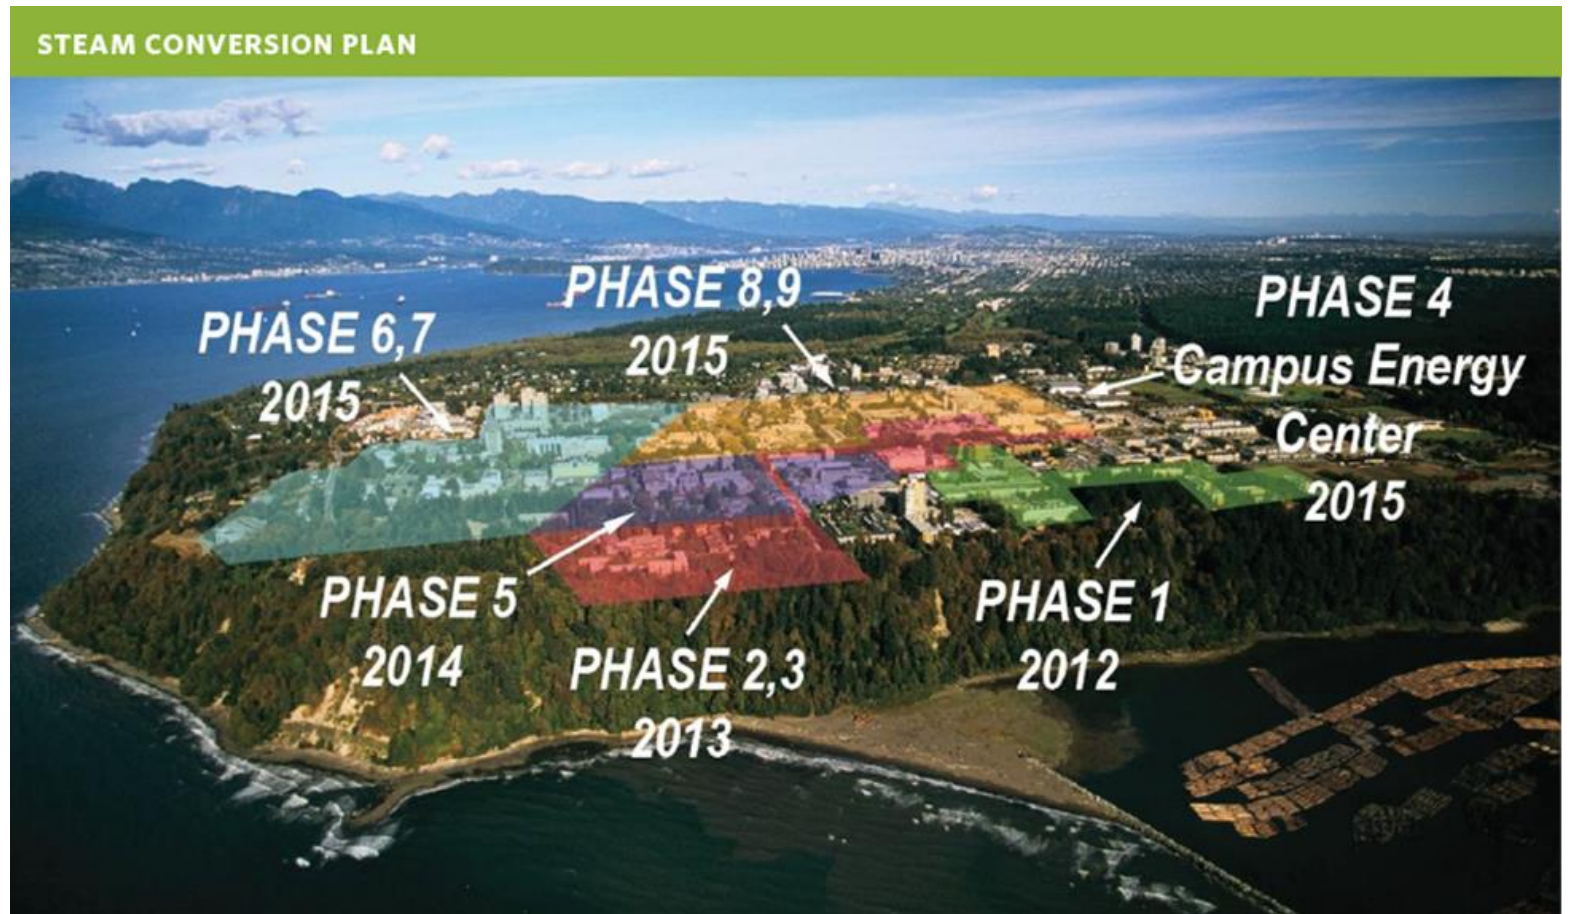 STEAM CONVERSION PLAN
PHASE 8,9
2015
PHASE 4
Campus Energy
Center
2015
PHASE 6,7
2015
PHASE 5
2014
PHASE 2,3
2013
PHASE 1
2012